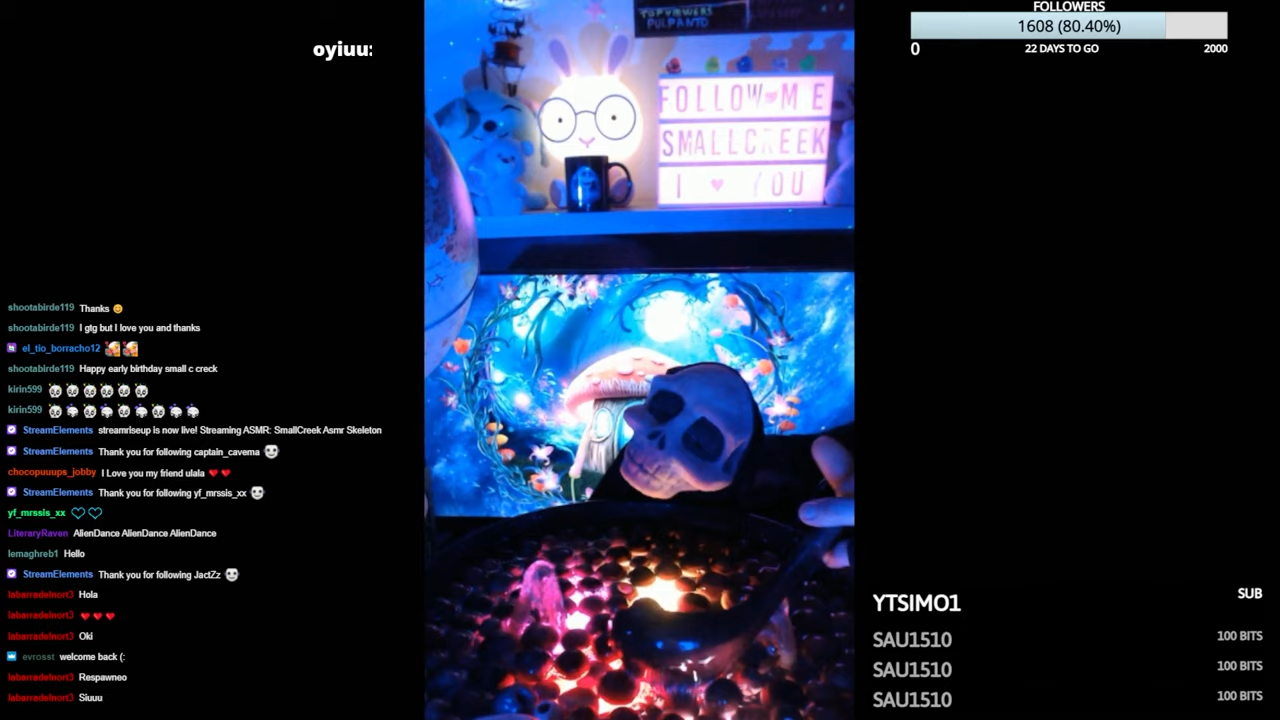 oyiuu:
FOLLOWERS
1608 (80.40%)
0
22 DAYS TO GO
2000
TOPVOWERS
PULPANTO
FOLLOW ME
SMALLCREEK
I ♥ YOU
shootabirde119 Thanks 😊
shootabirde119 I gtg but I love you and thanks
el_tio_borracho12
shootabirde119 Happy early birthday small c creck
kirin599
kirin599
StreamElements streamriseup is now live! Streaming ASMR: SmallCreek Asmr Skeleton
StreamElements Thank you for following captain_cavema
chocopuuups_jobby I Love you my friend ulala ♥ ♥
StreamElements Thank you for following yf_mrssis_xx
yf_mrssis_xx ♡ ♡
LiteraryRaven AlienDance AlienDance AlienDance
lemaghreb1 Hello
StreamElements Thank you for following JactZz
labarradelnort3 Hola
labarradelnort3 ♥ ♥ ♥
labarradelnort3 Oki
evrosst welcome back (:
labarradelnort3 Respawneo
labarradelnort3 Siuuu
YTSIMO1 SUB
SAU1510 100 BITS
SAU1510 100 BITS
SAU1510 100 BITS